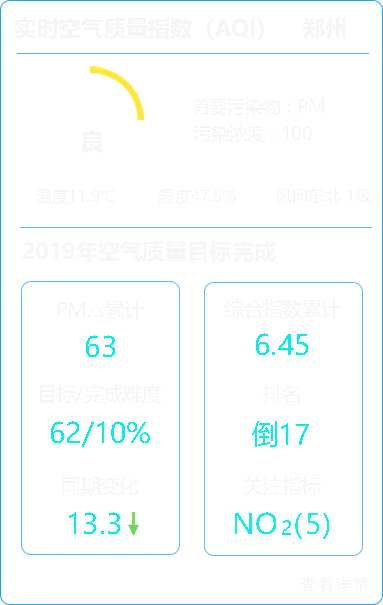 实时空气质量指数（AQI） 郑州
良
首要污染物：PM
污染浓度：100
温度11.9℃ 湿度47.5% 风向东北 1级
2019年空气质量目标完成
PM2.5累计
63
目标/完成难度
62/10%
同期变化
13.3↓
综合指数累计
6.45
排名
倒17
关注指标
NO₂(5)
查看详情